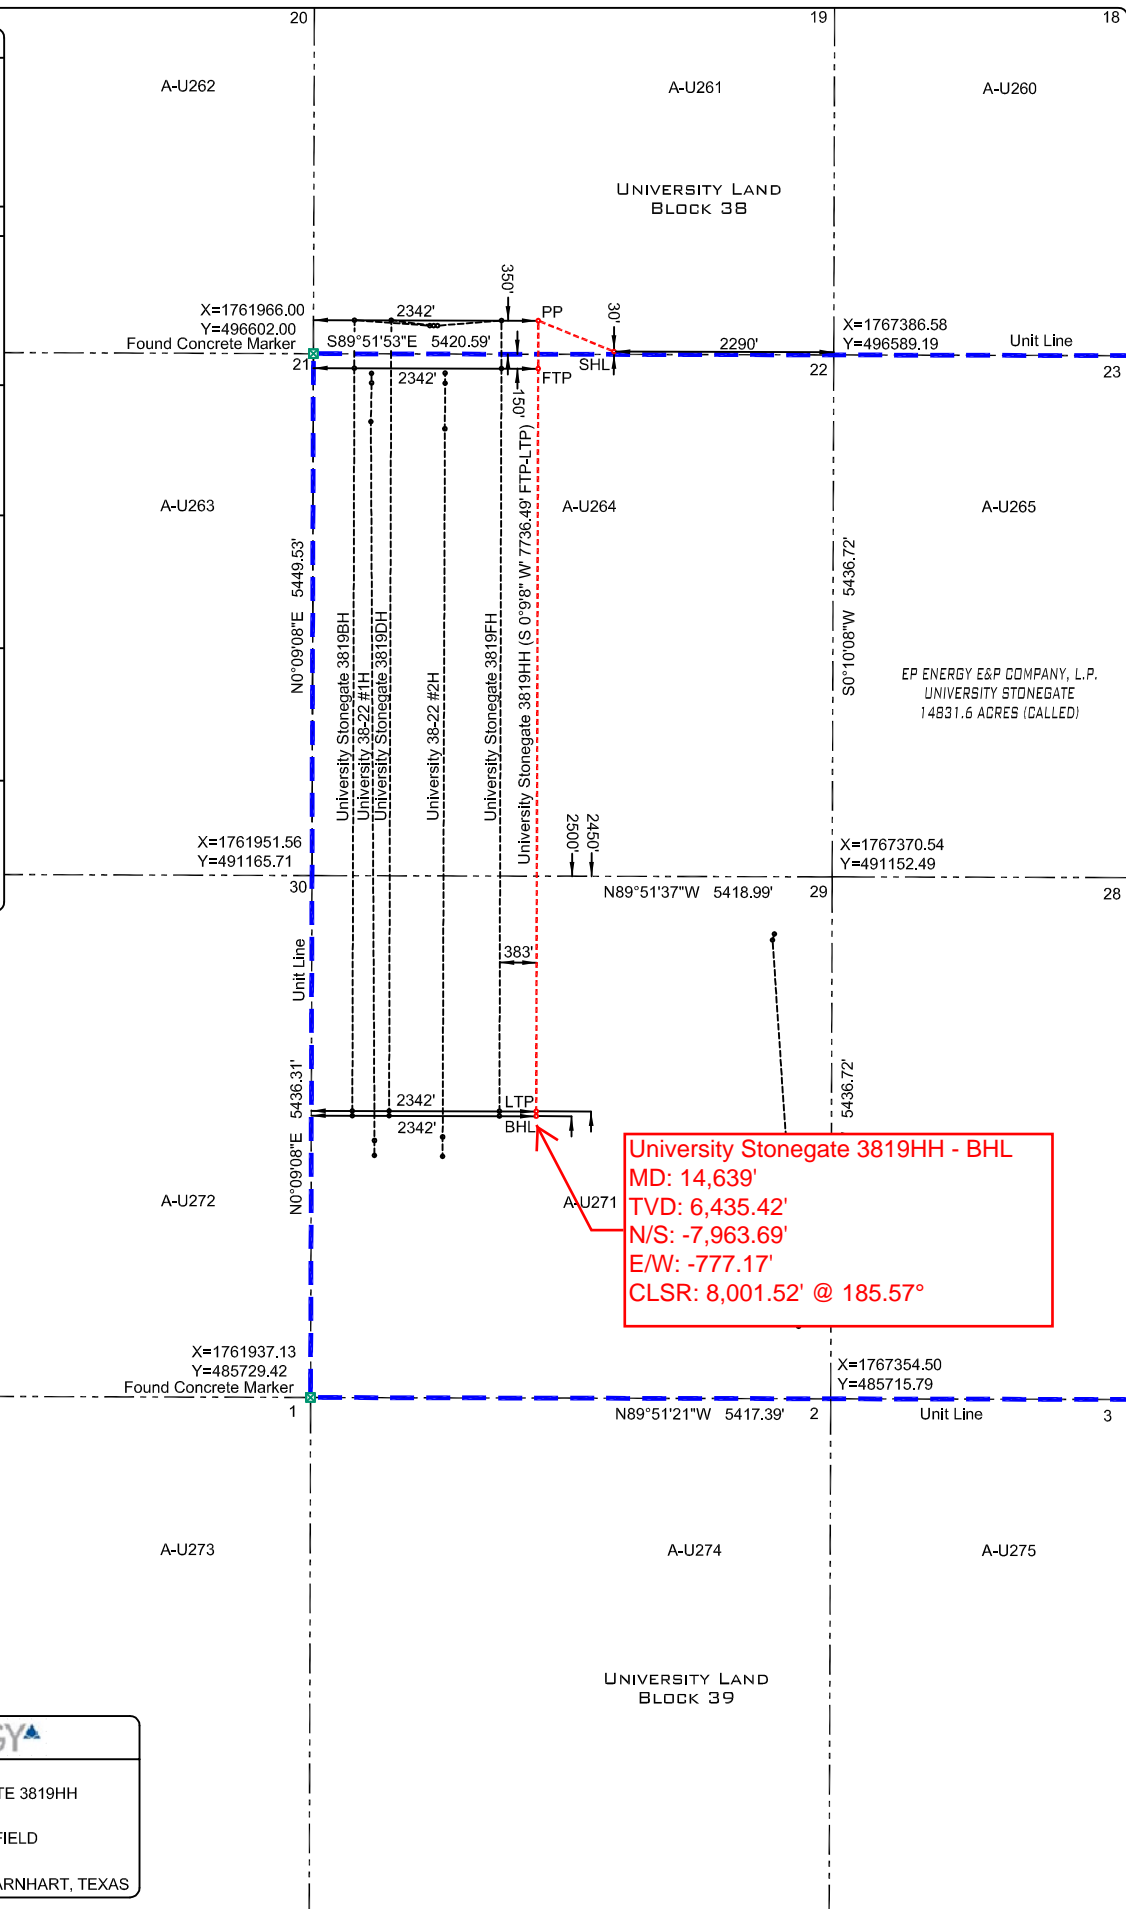 20
19
18
A-U262
A-U261
A-U260
UNIVERSITY LAND
BLOCK 38
350'
X=1761966.00
Y=496602.00
Found Concrete Marker
2342'
PP
30'
X=1767386.58
Y=496589.19
S89°51'53"E 5420.59'
2290'
Unit Line
SHL
21
2342'
FTP
22
23
150'
A-U263
A-U264
A-U265
N0°09'08"E 5449.53'
University Stonegate 3819BH
University 38-22 #1H
University Stonegate 3819DH
University 38-22 #2H
University Stonegate 3819FH
University Stonegate 3819HH (S 0°9'8" W 7736.49' FTP-LTP)
S0°10'08"W 5436.72'
EP ENERGY E&P COMPANY, L.P.
UNIVERSITY STONEGATE
14831.6 ACRES (CALLED)
2500'
2450'
X=1761951.56
Y=491165.71
X=1767370.54
Y=491152.49
30
N89°51'37"W 5418.99'
29
28
Unit Line
383'
N0°09'08"E 5436.31'
5436.72'
2342'
LTP
2342'
BHL
University Stonegate 3819HH - BHL
MD: 14,639'
TVD: 6,435.42'
N/S: -7,963.69'
E/W: -777.17'
CLSR: 8,001.52' @ 185.57°
A-U272
A-U271
X=1761937.13
Y=485729.42
Found Concrete Marker
X=1767354.50
Y=485715.79
1
N89°51'21"W 5417.39'
2
Unit Line
3
A-U273
A-U274
A-U275
UNIVERSITY LAND
BLOCK 39
GY
TE 3819HH
FIELD
ARNHART, TEXAS